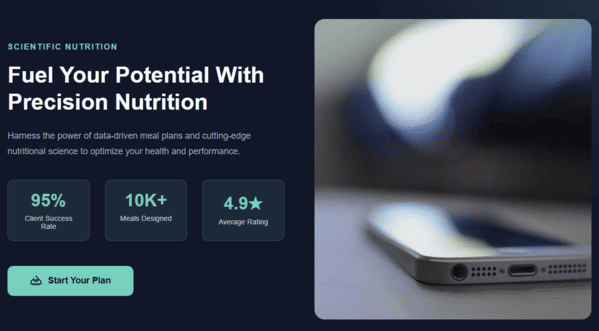 SCIENTIFIC NUTRITION
Fuel Your Potential With
Precision Nutrition
Harness the power of data-driven meal plans and cutting-edge
nutritional science to optimize your health and performance.
95%
Client Success
Rate
10K+
Meals Designed
4.9★
Average Rating
Start Your Plan